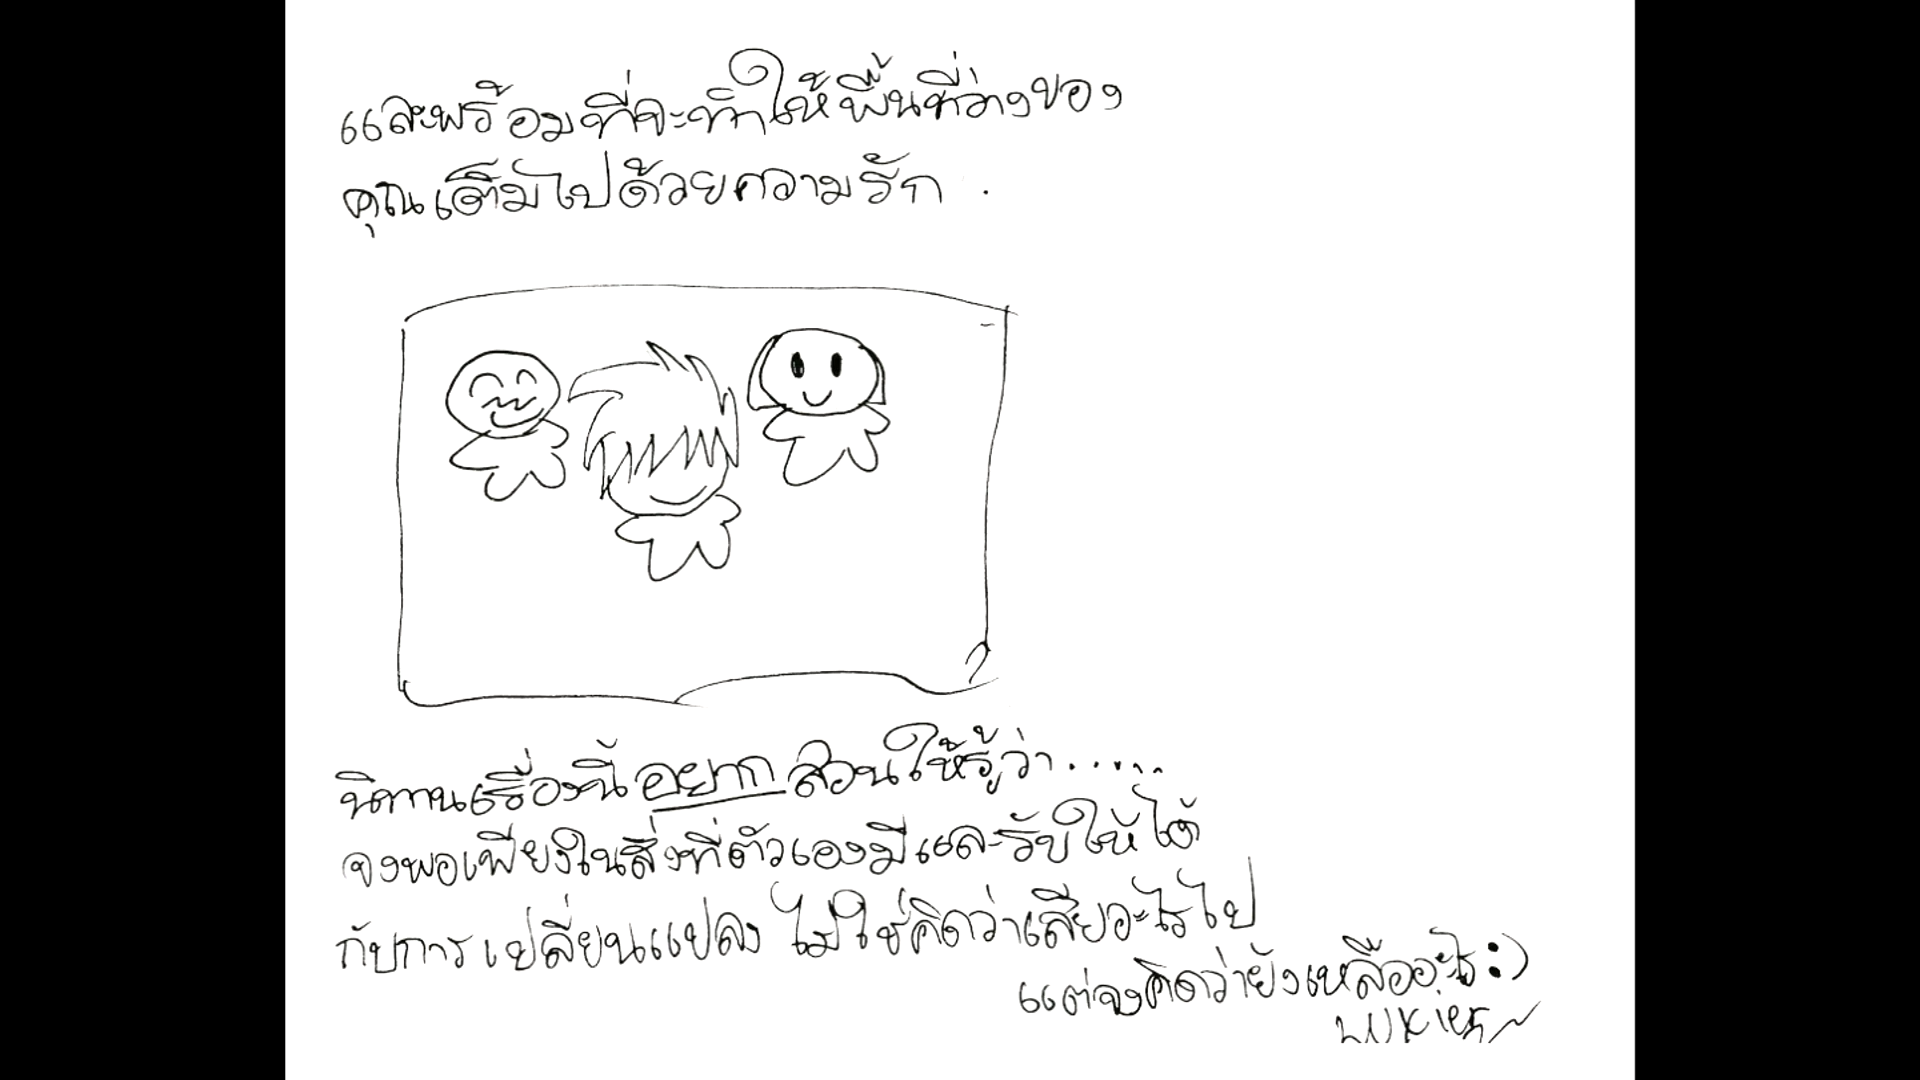 และพร้อมที่จะทำให้พื้นที่ว่างของ
คุณเต็มไปด้วยความรัก .
นิทานเรื่องนี้อยากสอนให้รู้ว่า.....
จงพอเพียงในสิ่งที่ตัวเองมีและรับให้ได้
กับการเปลี่ยนแปลง ไม่ใช่คิดว่าเสียอะไรไป
แต่จงคิดว่ายังเหลืออะไร :)